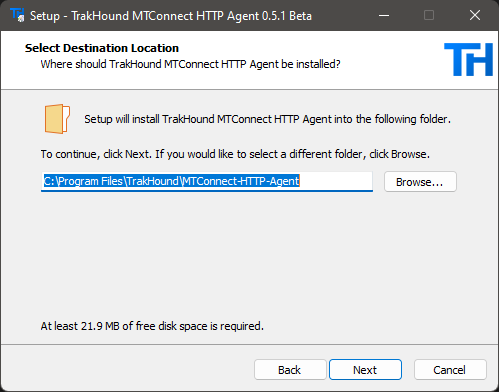 Setup - TrakHound MTConnect HTTP Agent 0.5.1 Beta
Select Destination Location
Where should TrakHound MTConnect HTTP Agent be installed?
TH
Setup will install TrakHound MTConnect HTTP Agent into the following folder.
To continue, click Next. If you would like to select a different folder, click Browse.
C:\Program Files\TrakHound\MTConnect-HTTP-Agent
Browse...
At least 21.9 MB of free disk space is required.
Back
Next
Cancel